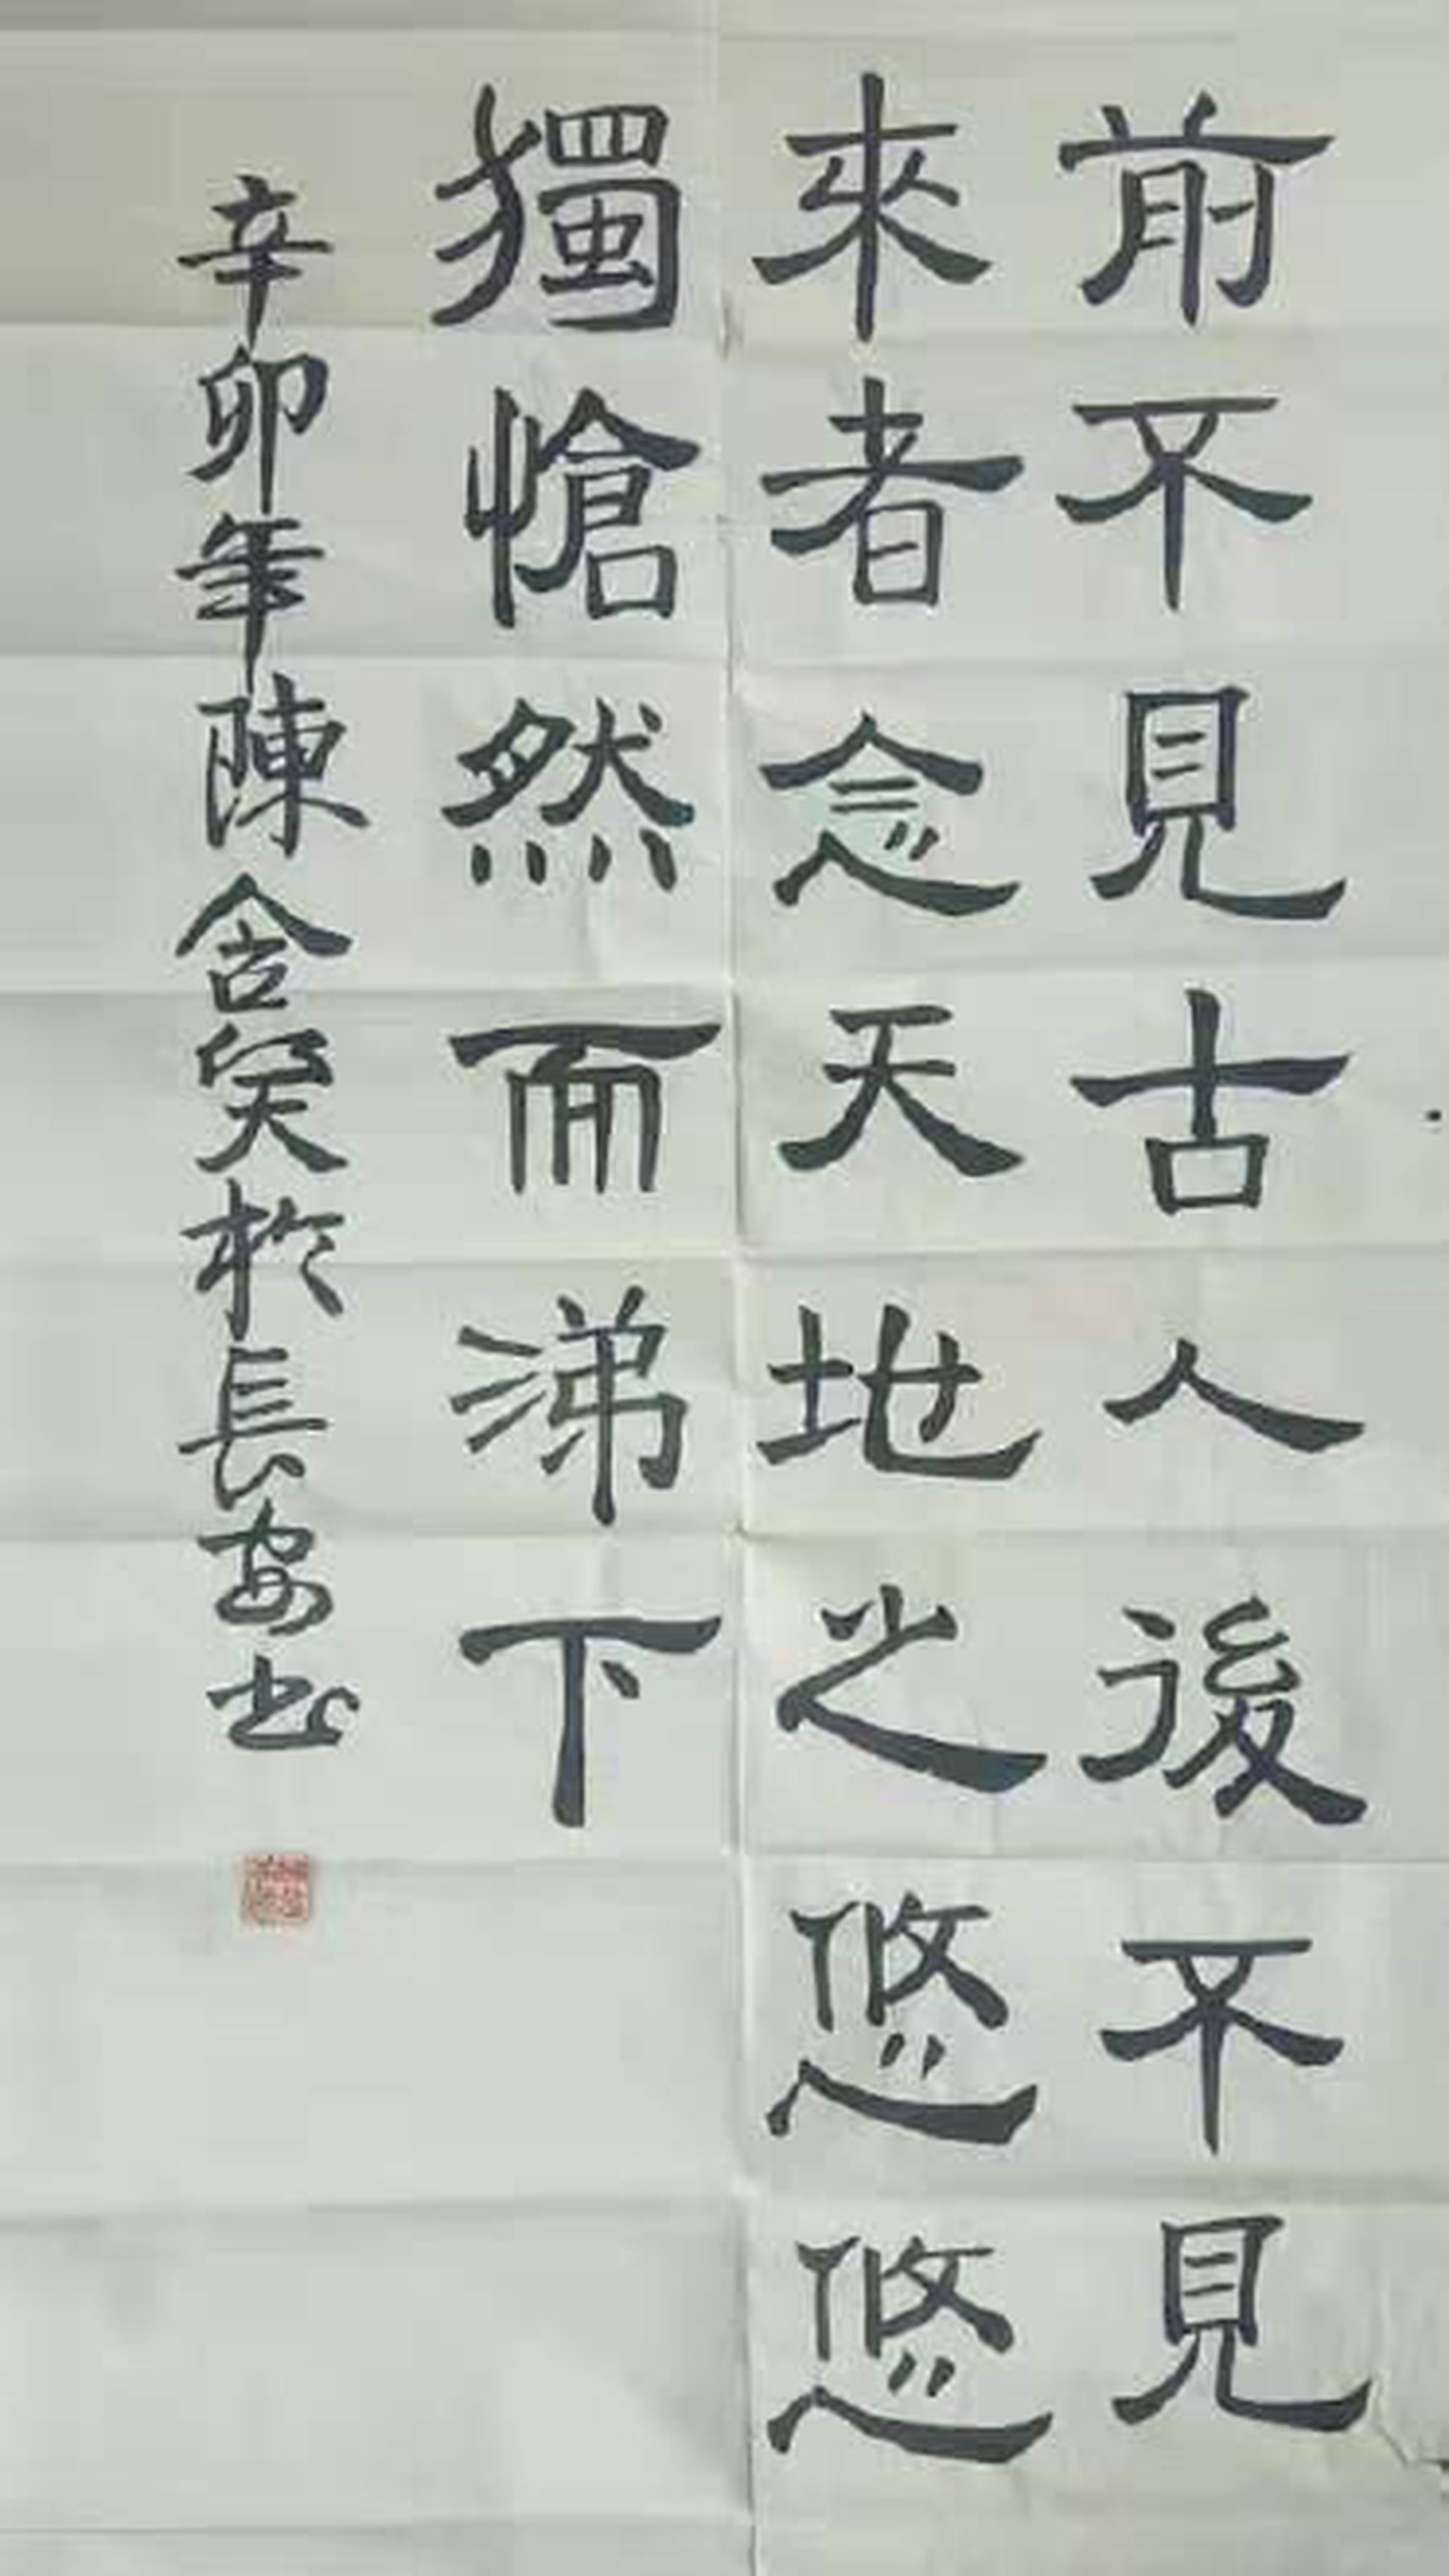 前不見古人後不見
來者念天地之悠悠
獨愴然而涕下
辛卯年陳含笑於長安書